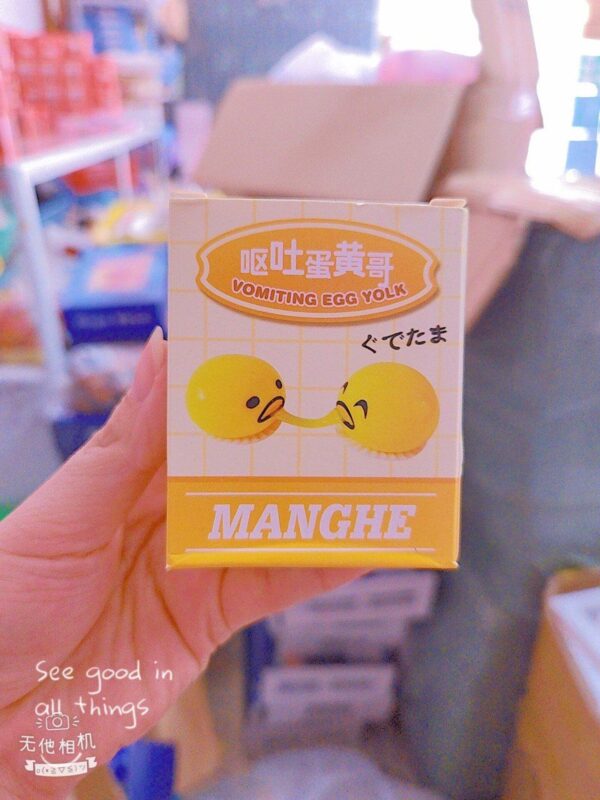 呕吐蛋黄哥
VOMITING EGG YOLK
ぐでたま
MANGHE
See good in
all things
无他相机